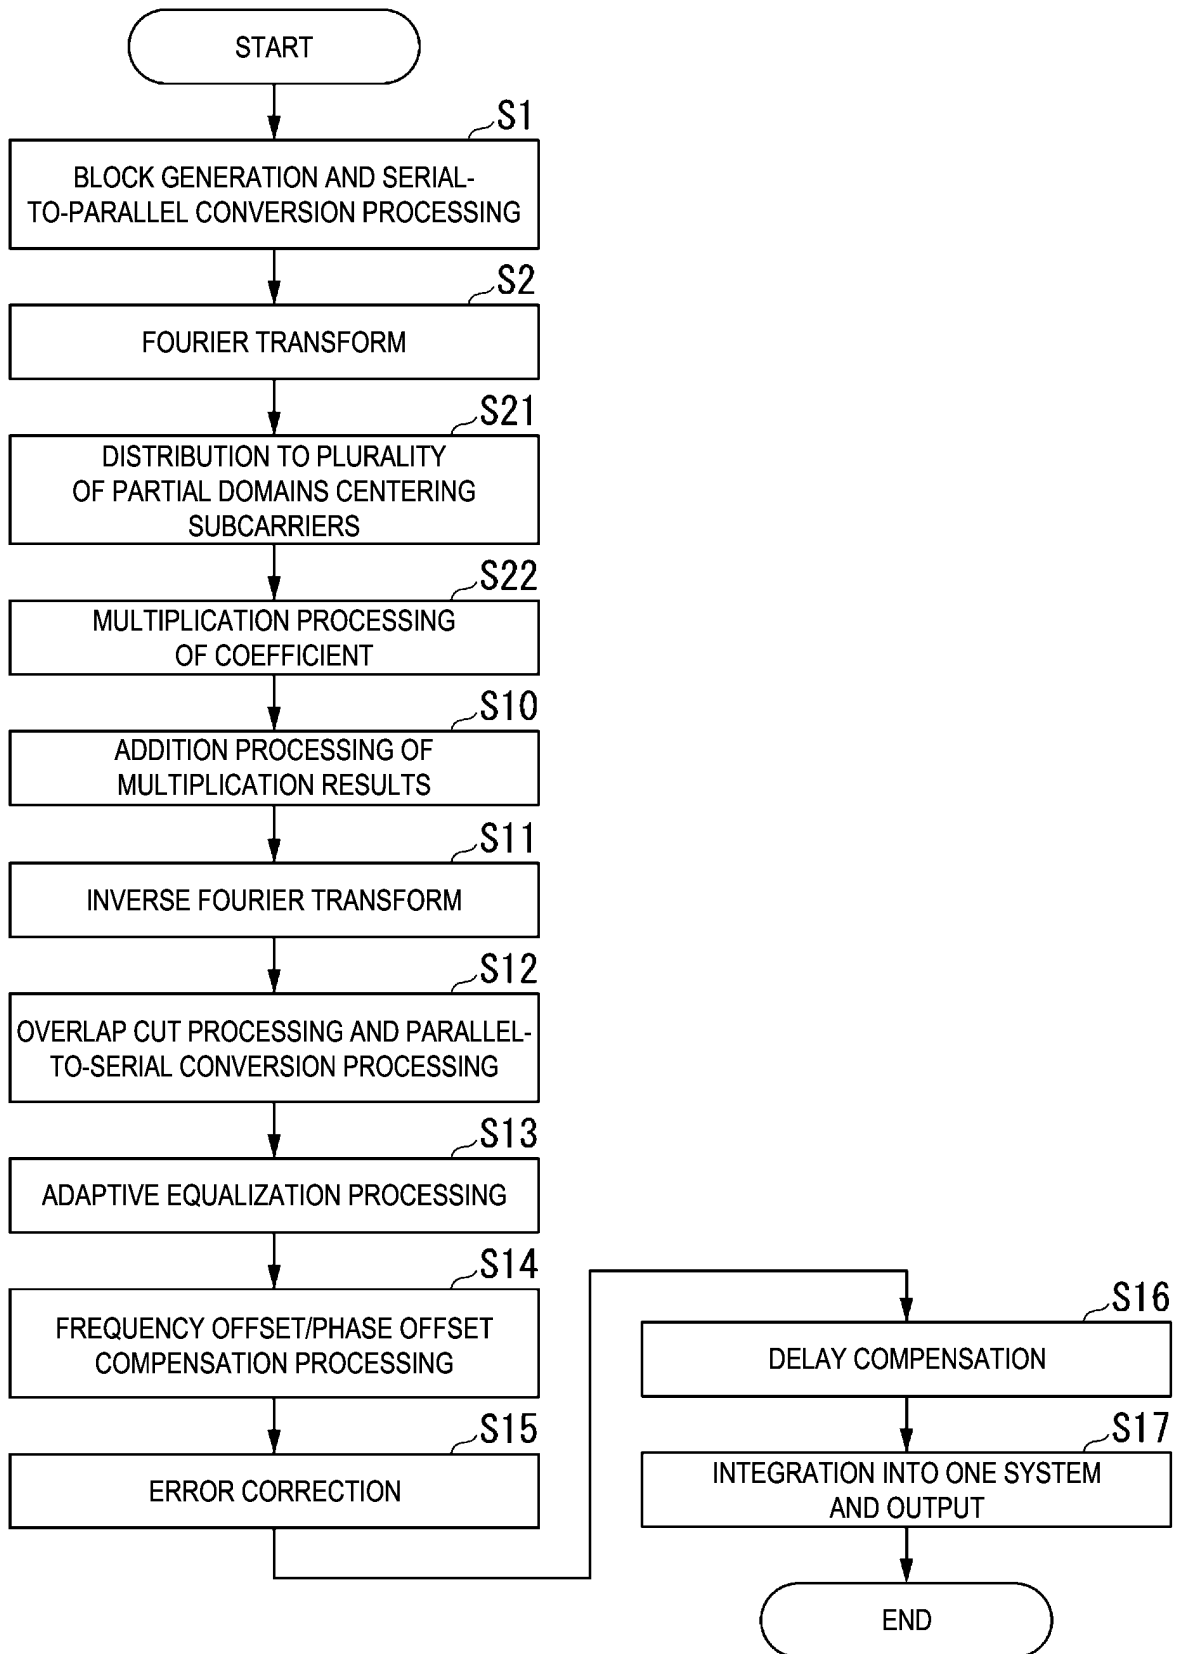 START
S1
BLOCK GENERATION AND SERIAL-
TO-PARALLEL CONVERSION PROCESSING
S2
FOURIER TRANSFORM
S21
DISTRIBUTION TO PLURALITY
OF PARTIAL DOMAINS CENTERING
SUBCARRIERS
S22
MULTIPLICATION PROCESSING
OF COEFFICIENT
S10
ADDITION PROCESSING OF
MULTIPLICATION RESULTS
S11
INVERSE FOURIER TRANSFORM
S12
OVERLAP CUT PROCESSING AND PARALLEL-
TO-SERIAL CONVERSION PROCESSING
S13
ADAPTIVE EQUALIZATION PROCESSING
S14
FREQUENCY OFFSET/PHASE OFFSET
COMPENSATION PROCESSING
S15
ERROR CORRECTION
S16
DELAY COMPENSATION
S17
INTEGRATION INTO ONE SYSTEM
AND OUTPUT
END